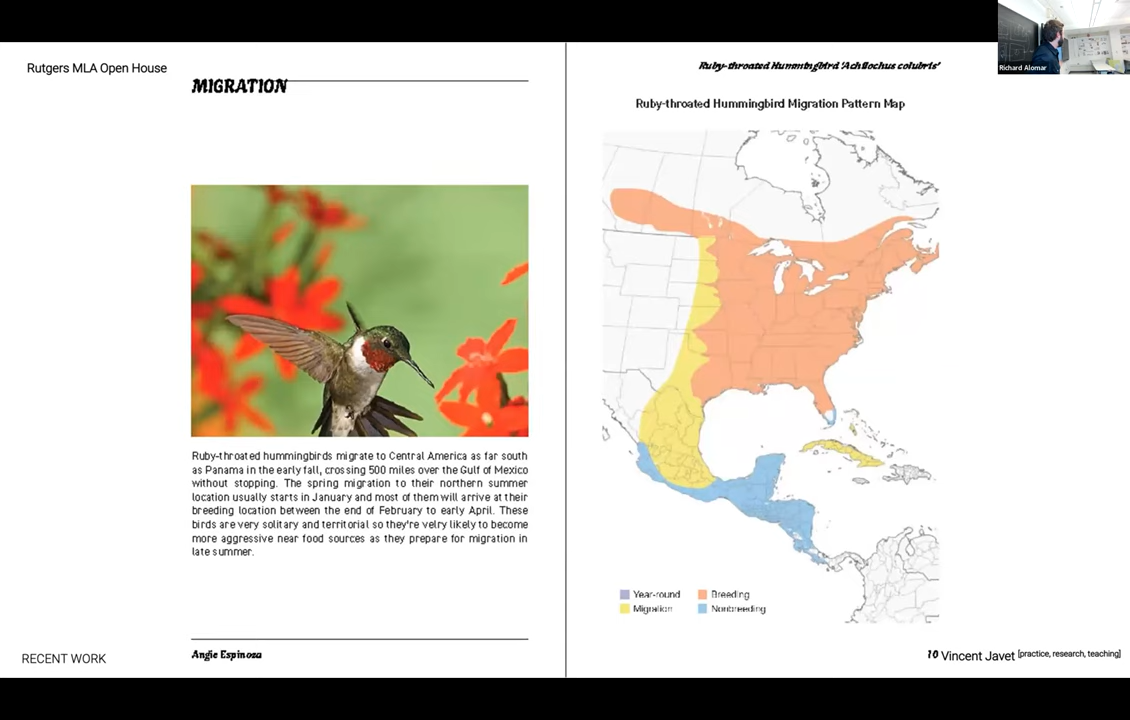 Rutgers MLA Open House
MIGRATION
Ruby-throated hummingbirds migrate to Central America as far south
as Panama in the early fall, crossing 500 miles over the Gulf of Mexico
without stopping. The spring migration to their northern summer
location usually starts in January and most of them will arrive at their
breeding location between the end of February to early April. These
birds are very solitary and territorial so they're velry likely to become
more aggressive near food sources as they prepare for migration in
late summer.
RECENT WORK
Angie Espinoza
Ruby-throated Hummingbird 'Achilochus colubris'
Ruby-throated Hummingbird Migration Pattern Map
Year-round
Breeding
Migration
Nonbreeding
10 Vincent Javet [practice, research, teaching]
Richard Alomar